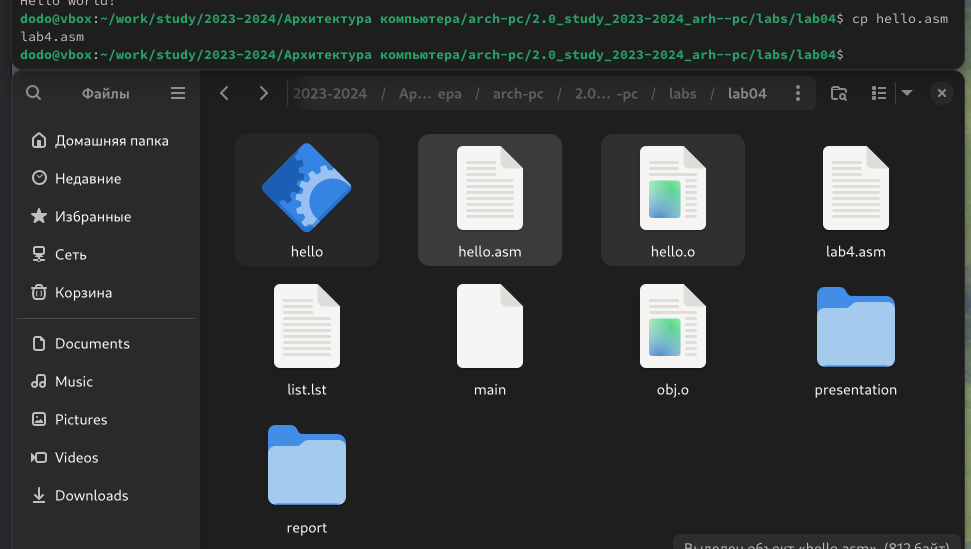 Hello world!
dodo@vbox:~/work/study/2023-2024/Архитектура компьютера/arch-pc/2.0_study_2023-2024_arh--pc/labs/lab04$ cp hello.asm
lab4.asm
dodo@vbox:~/work/study/2023-2024/Архитектура компьютера/arch-pc/2.0_study_2023-2024_arh--pc/labs/lab04$
Файлы
2023-2024 / Ар… ера / arch-pc / 2.0… -pc / labs / lab04
Домашняя папка
Недавние
Избранные
Сеть
Корзина
Documents
Music
Pictures
Videos
Downloads
hello
hello.asm
hello.o
lab4.asm
list.lst
main
obj.o
presentation
report
Выделен объект «hello.asm» (812 байт)